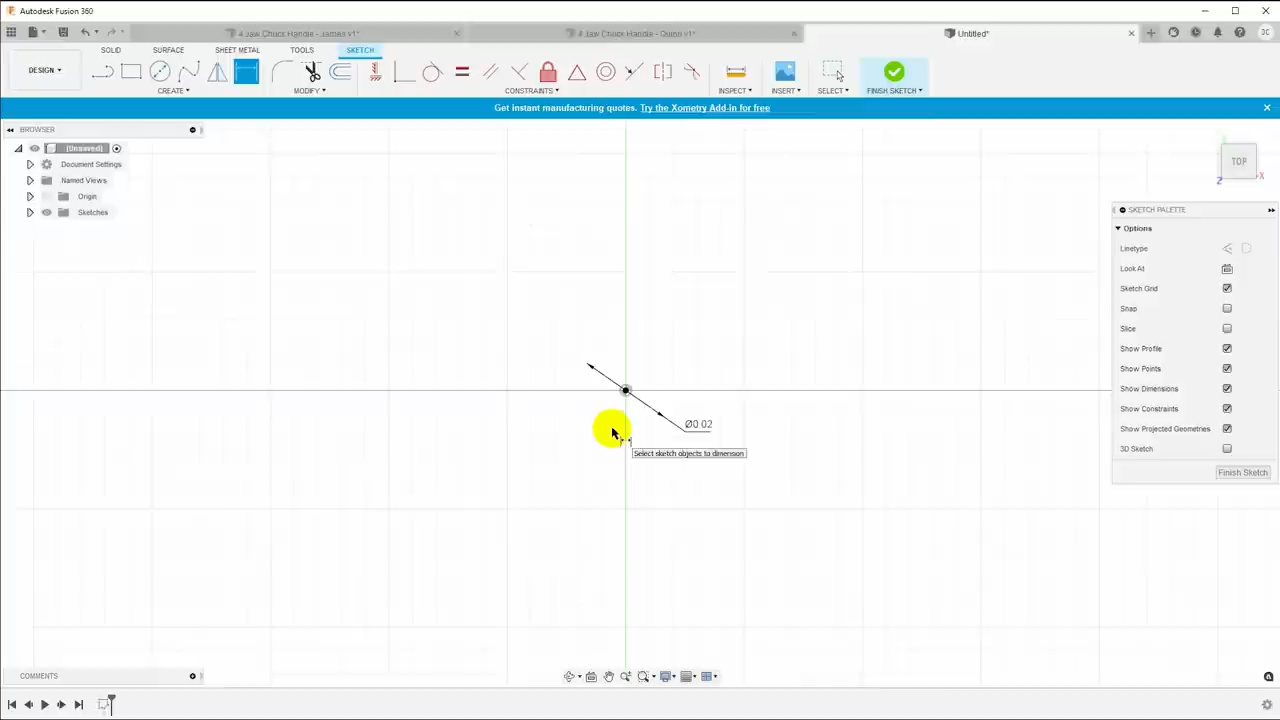 Autodesk Fusion 360
4 Jaw Chuck Handle - James v1*
4 Jaw Chuck Handle - Quinn v1*
Untitled*
SOLID
SURFACE
SHEET METAL
TOOLS
SKETCH
DESIGN
CREATE
MODIFY
CONSTRAINTS
INSPECT
INSERT
SELECT
FINISH SKETCH
Get instant manufacturing quotes. Try the Xometry Add-in for free
BROWSER
(Unsaved)
Document Settings
Named Views
Origin
Sketches
TOP
X
Z
SKETCH PALETTE
Options
Linetype
Look At
Sketch Grid
Snap
Slice
Show Profile
Show Points
Show Dimensions
Show Constraints
Show Projected Geometries
3D Sketch
Finish Sketch
Ø0.02
Select sketch objects to dimension
COMMENTS